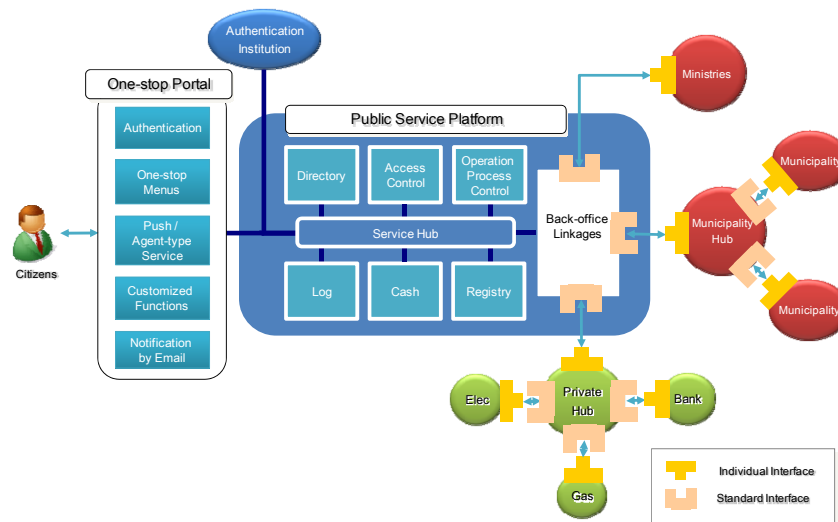 Authentication
Institution
One-stop Portal
Authentication
One-stop
Menus
Push /
Agent-type
Service
Customized
Functions
Notification
by Email
Citizens
Public Service Platform
Directory
Access
Control
Operation
Process
Control
Service Hub
Log
Cash
Registry
Back-office
Linkages
Ministries
Municipality
Municipality
Hub
Municipality
Elec
Private
Hub
Bank
Gas
Individual Interface
Standard Interface